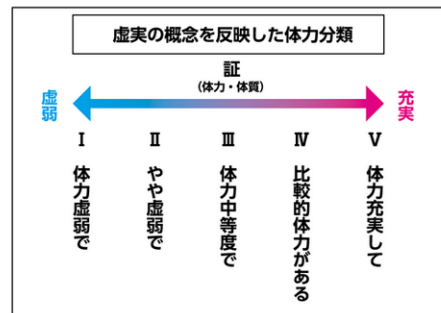 虚実の概念を反映した体力分類
証
(体力・体質)
虚弱
充実
Ⅰ 体力虚弱で
Ⅱ やや虚弱で
Ⅲ 体力中等度で
Ⅳ 比較的体力がある
Ⅴ 体力充実して